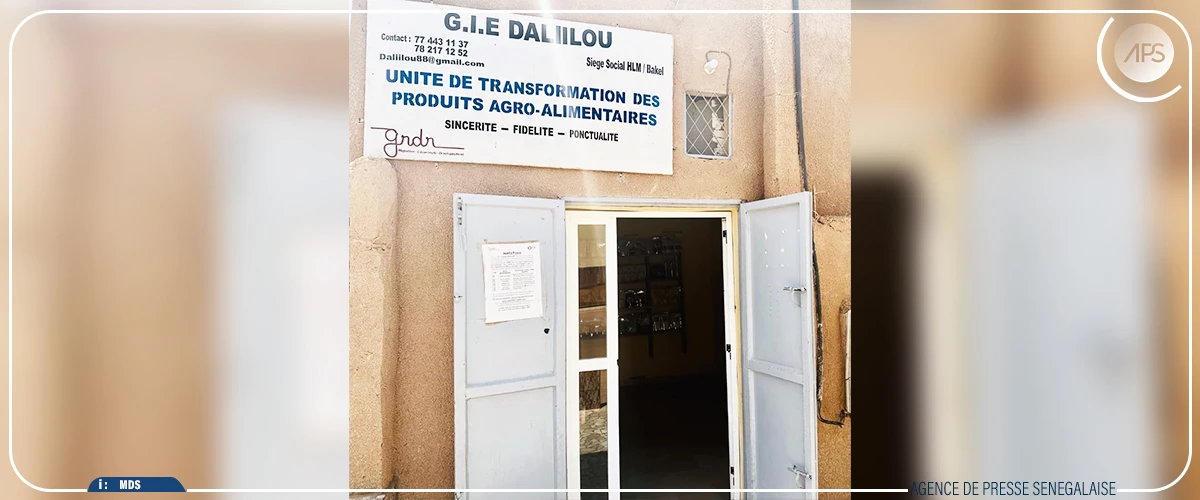 G.I.E DALIILOU
Contact : 77 443 11 37
78 217 12 52
Daliilou88@gmail.com
Siege Social HLM / Bakel
UNITE DE TRANSFORMATION DES
PRODUITS AGRO-ALIMENTAIRES
SINCERITE – FIDELITE – PONCTUALITE
grdr
APS
i : MDS
AGENCE DE PRESSE SENEGALAISE